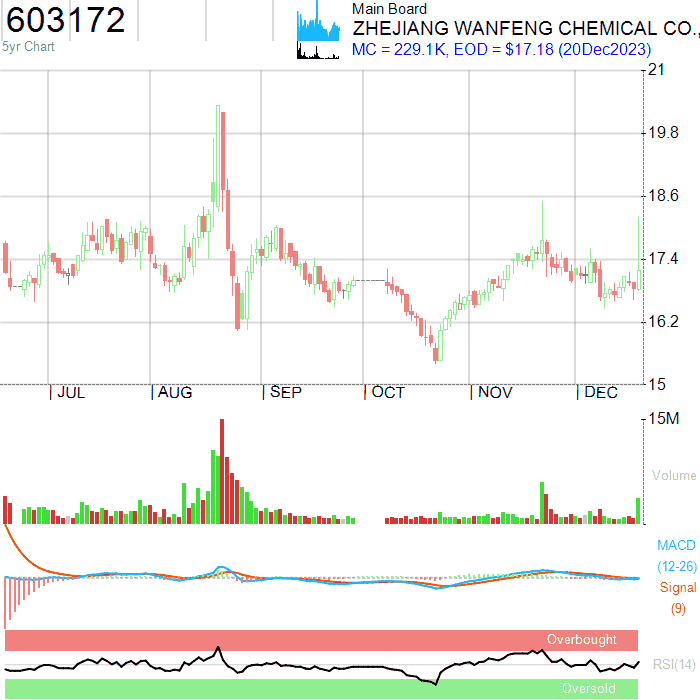 603172
5yr Chart
Main Board
ZHEJIANG WANFENG CHEMICAL CO.,
MC = 229.1K, EOD = $17.18 (20Dec2023)
21
19.8
18.6
17.4
16.2
15
JUL AUG SEP OCT NOV DEC
15M
Volume
MACD
(12-26)
Signal
(9)
Overbought
RSI(14)
Oversold